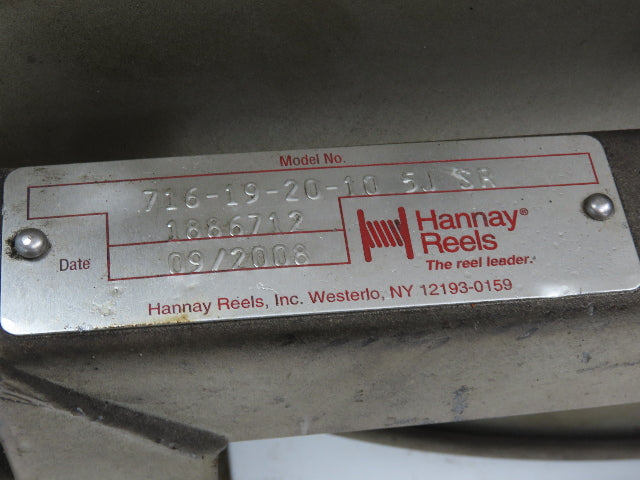 Model No.
716-19-20-10 5J SR
1886712
Date 09/2008
Hannay® Reels
The reel leader.
Hannay Reels, Inc. Westerlo, NY 12193-0159